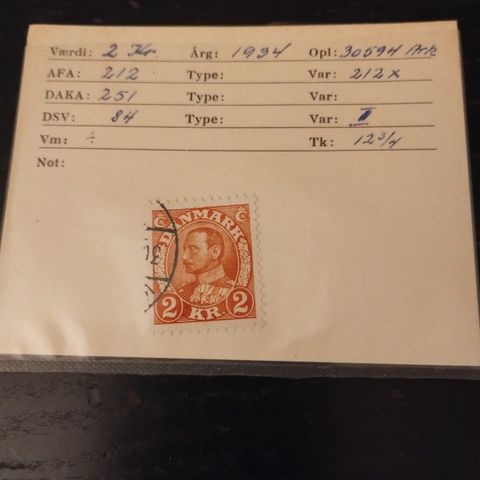 Værdi: 2 Kr. Årg: 1934 Opl: 30594 Ark
AFA: 212 Type: Var: 212x
DAKA: 251 Type: Var:
DSV: 84 Type: Var: II
Vm: ÷ Tk: 12 3/4
Not:
C C
DANMARK
2 KR. 2